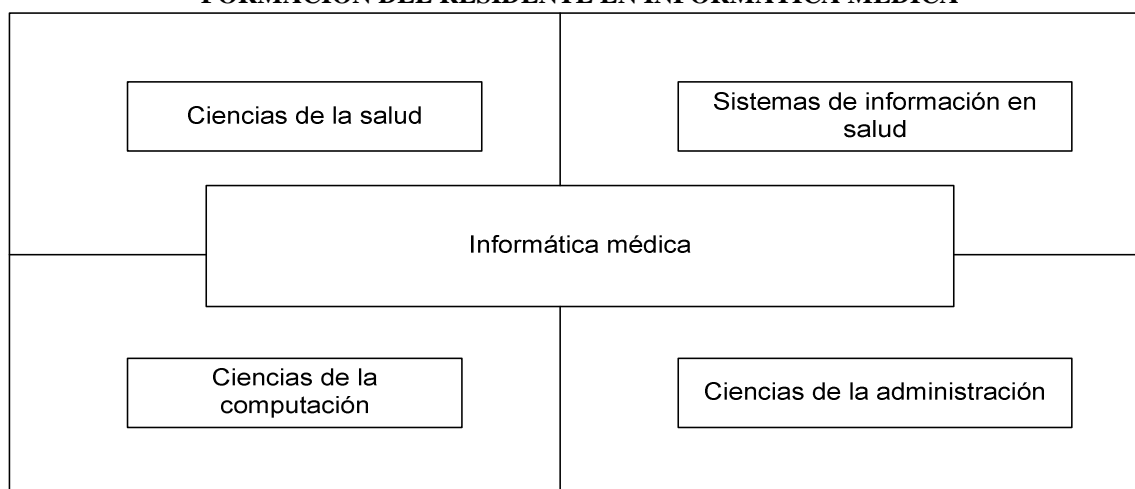 FORMACIÓN DEL RESIDENTE EN INFORMÁTICA MÉDICA
Ciencias de la salud
Sistemas de información en
salud
Informática médica
Ciencias de la
computación
Ciencias de la administración